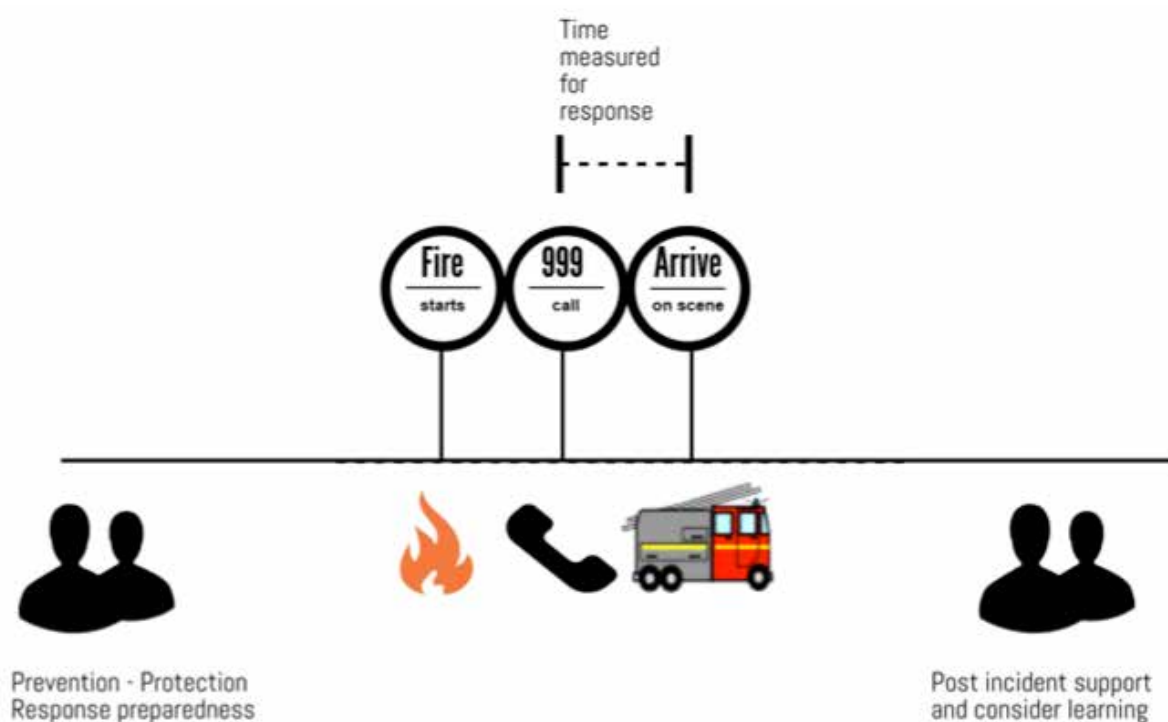 Time
measured
for
response
Fire
starts
999
call
Arrive
on scene
Prevention - Protection
Response preparedness
Post incident support
and consider learning